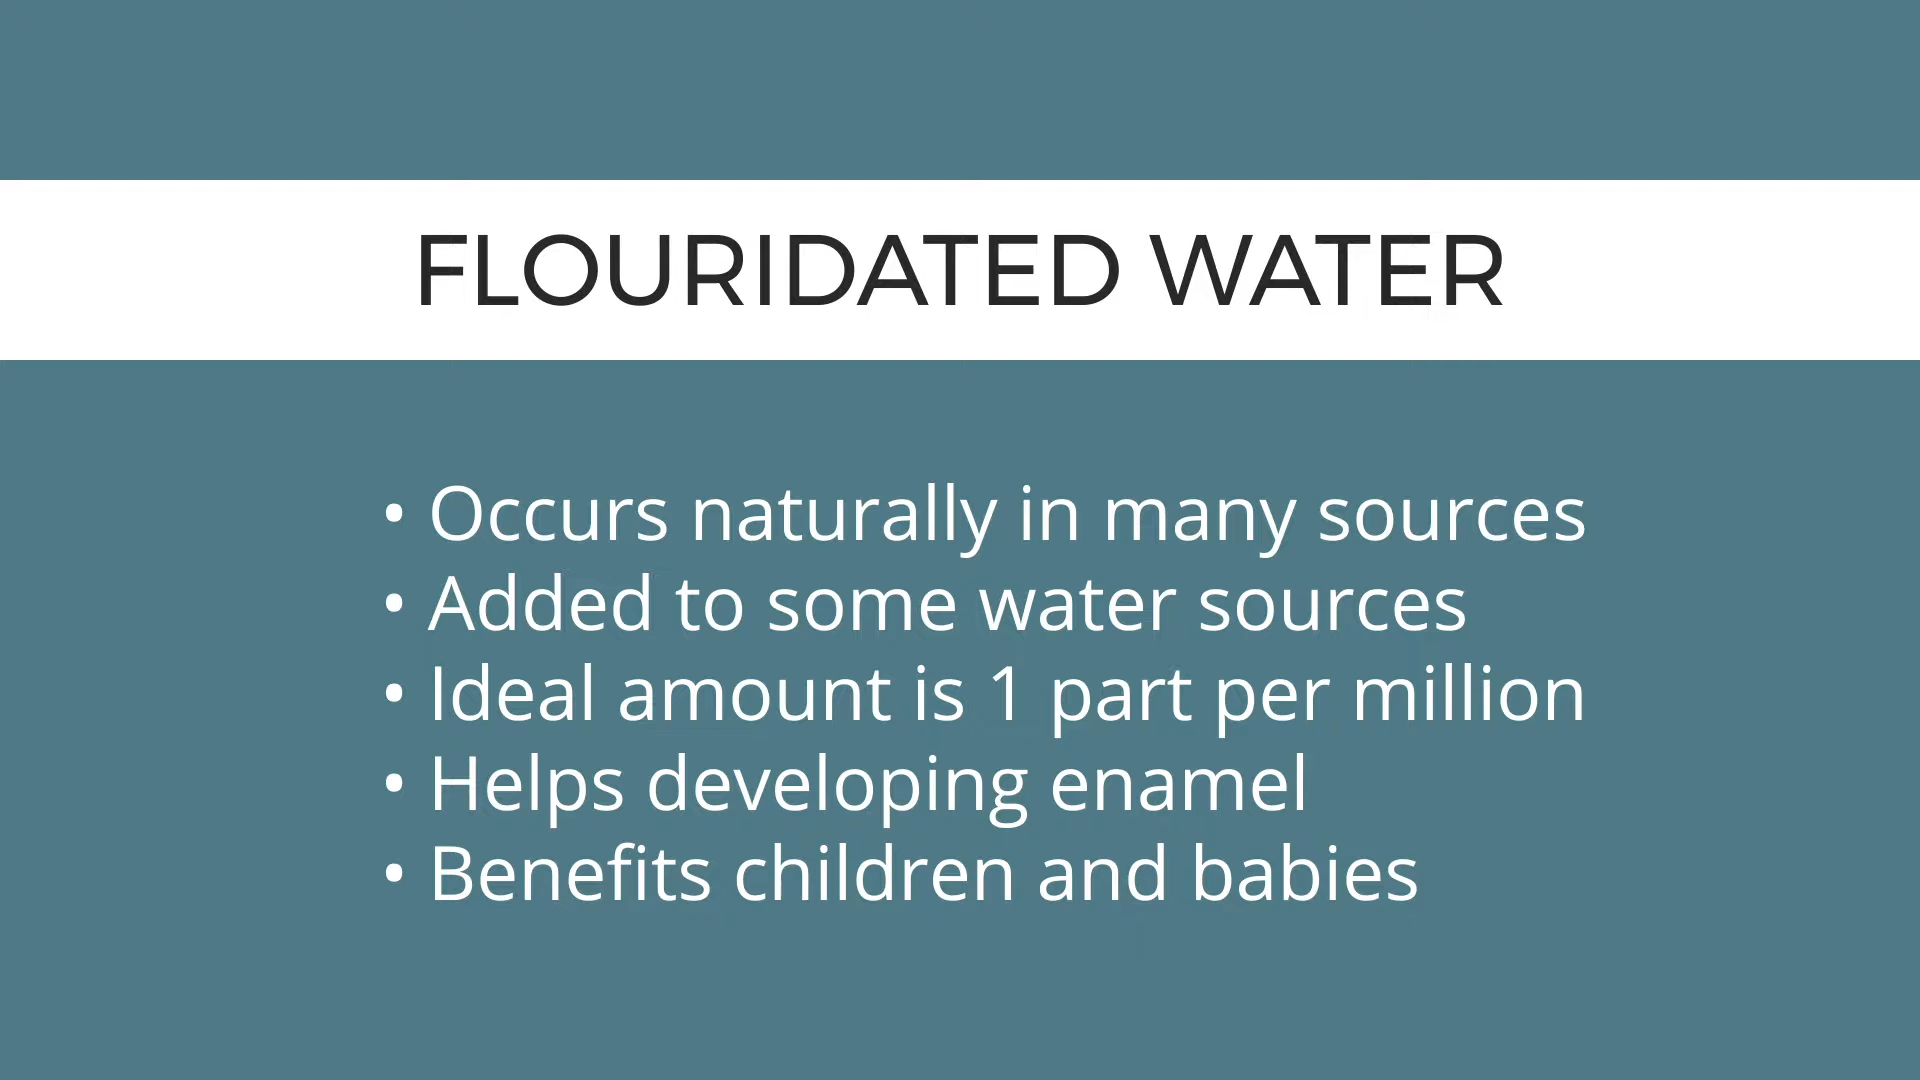 FLOURIDATED WATER
• Occurs naturally in many sources
• Added to some water sources
• Ideal amount is 1 part per million
• Helps developing enamel
• Benefits children and babies